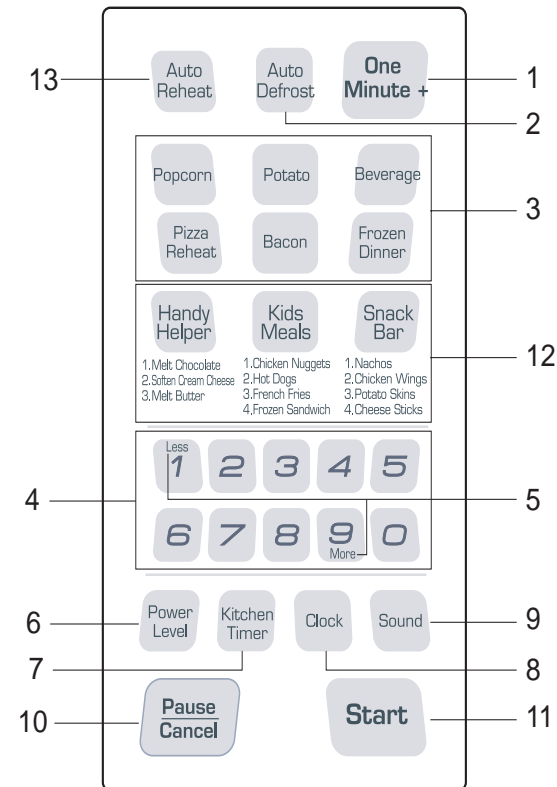 13
Auto
Reheat
Auto
Defrost
One
Minute +
1
2
Popcorn
Potato
Beverage
3
Pizza
Reheat
Bacon
Frozen
Dinner
Handy
Helper
Kids
Meals
Snack
Bar
12
1.Melt Chocolate
2.Soften Cream Cheese
3.Melt Butter
1.Chicken Nuggets
2.Hot Dogs
3.French Fries
4.Frozen Sandwich
1.Nachos
2.Chicken Wings
3.Potato Skins
4.Cheese Sticks
4
Less
1 2 3 4 5
5
6 7 8 9 0
More
6
Power
Level
Kitchen
Timer
Clock
Sound
9
7
8
10
Pause
Cancel
Start
11